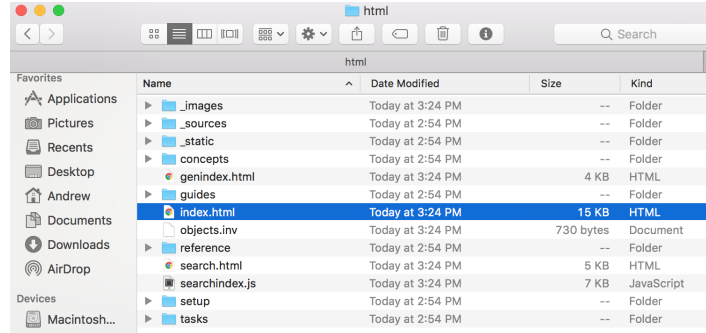 html
Search
html
Favorites
Applications
Pictures
Recents
Desktop
Andrew
Documents
Downloads
AirDrop
Devices
Macintosh...
Name Date Modified Size Kind
_images Today at 3:24 PM -- Folder
_sources Today at 2:54 PM -- Folder
_static Today at 2:54 PM -- Folder
concepts Today at 2:54 PM -- Folder
genindex.html Today at 3:24 PM 4 KB HTML
guides Today at 2:54 PM -- Folder
index.html Today at 3:24 PM 15 KB HTML
objects.inv Today at 3:24 PM 730 bytes Document
reference Today at 2:54 PM -- Folder
search.html Today at 3:24 PM 5 KB HTML
searchindex.js Today at 3:24 PM 7 KB JavaScript
setup Today at 2:54 PM -- Folder
tasks Today at 2:54 PM -- Folder